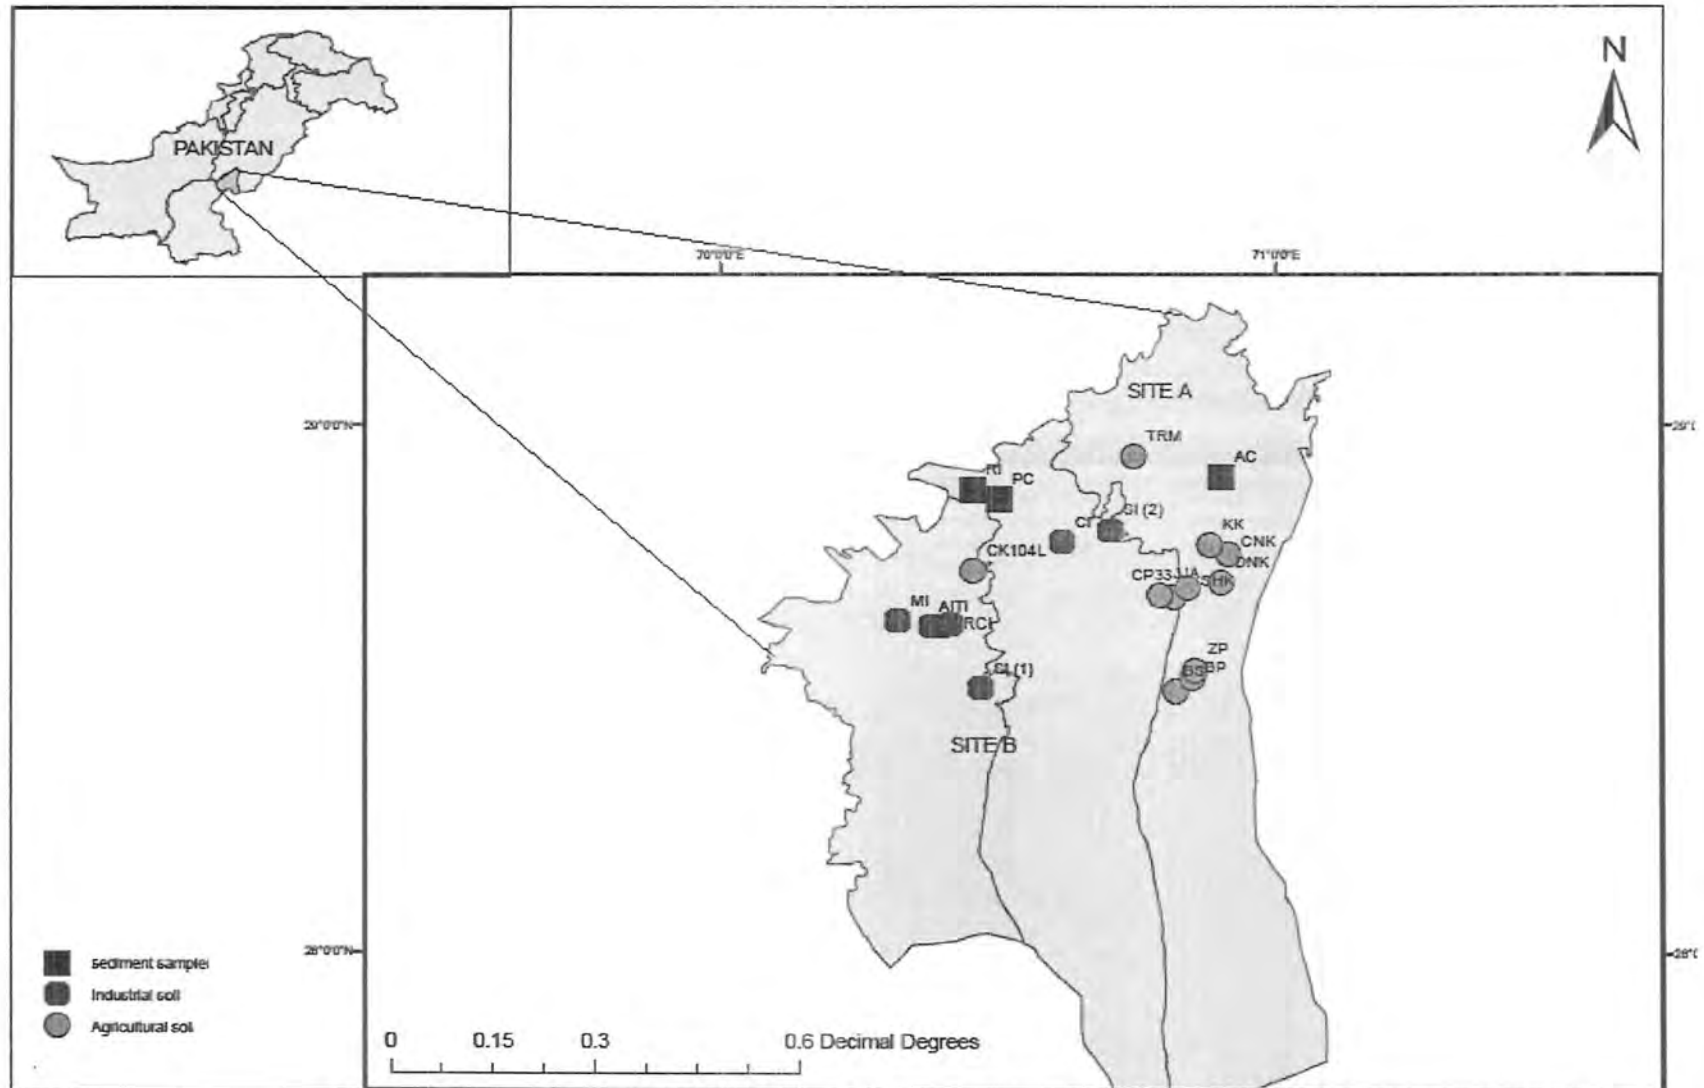 N
PAKISTAN
70°0'0"E
71°0'0"E
SITE A
29°0'0"N
TRM
AC
RI
PC
SI (2)
CI
KK
CNK
CK104L
DNK
CP334
SHK
MI
AITI
RCI
ZP
BP
BS
SI (1)
SITE B
28°0'0"N
sediment sample
Industrial soil
Agricultural soil
0 0.15 0.3 0.6 Decimal Degrees